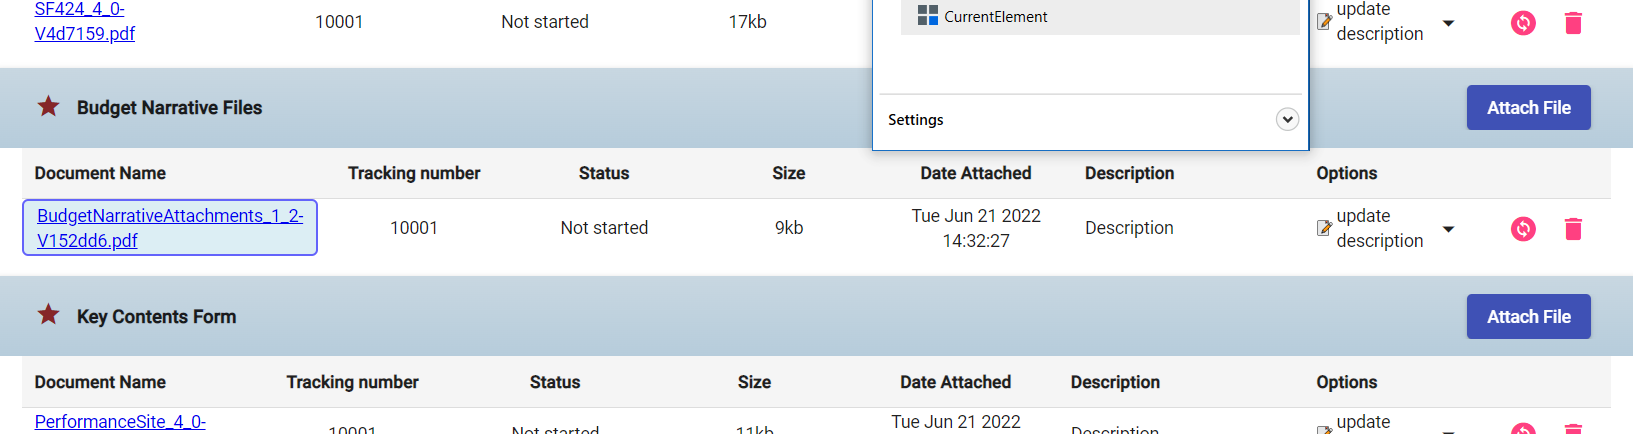 SF424_4_0-
V4d7159.pdf
10001
Not started
17kb
CurrentElement
update
description
Settings
Budget Narrative Files
Attach File
Document Name
Tracking number
Status
Size
Date Attached
Description
Options
BudgetNarrativeAttachments_1_2-
V152dd6.pdf
10001
Not started
9kb
Tue Jun 21 2022
14:32:27
Description
update
description
Key Contents Form
Attach File
Document Name
Tracking number
Status
Size
Date Attached
Description
Options
PerformanceSite_4_0-
10001
Not started
11kb
Tue Jun 21 2022
Description
update